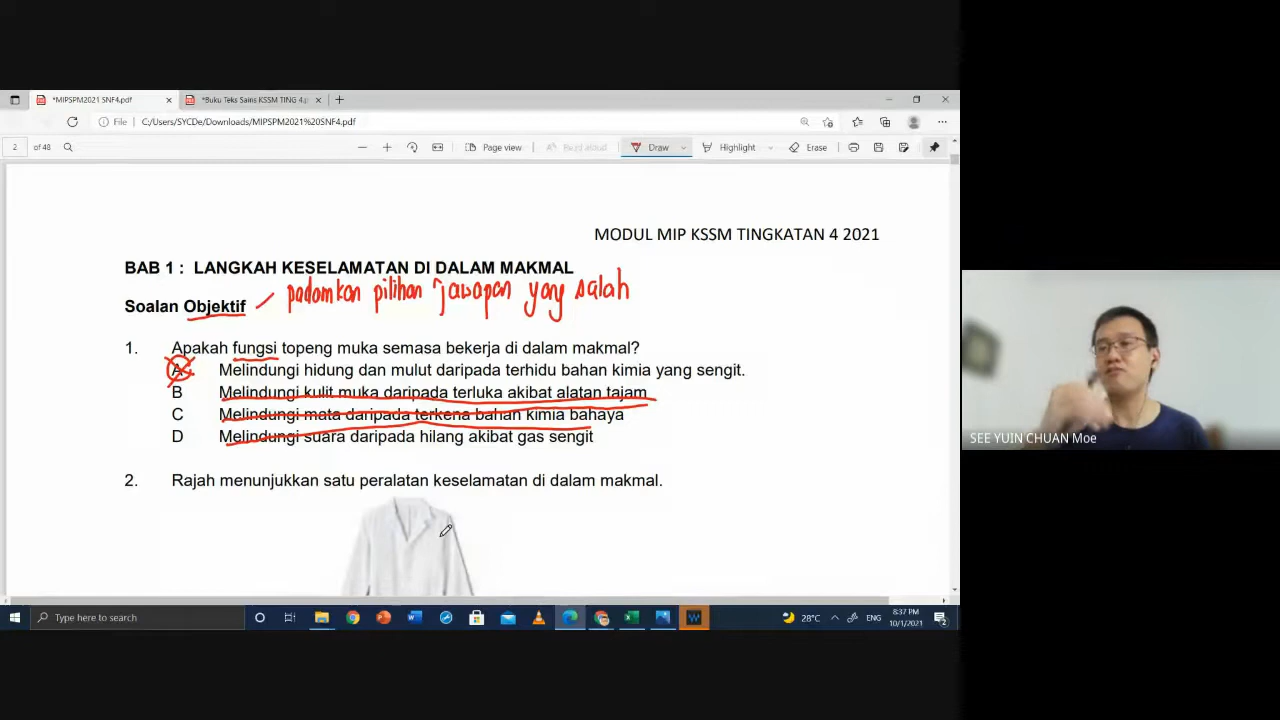 *MIPSPM2021 SNF4.pdf
*Buku Teks Sains KSSM TING 4
File
C:/Users/SYCDe/Downloads/MIPSPM2021%20SNF4.pdf
2 of 48
Page view
Read aloud
Draw
Highlight
Erase
MODUL MIP KSSM TINGKATAN 4 2021
BAB 1 : LANGKAH KESELAMATAN DI DALAM MAKMAL
Soalan Objektif padamkan pilihan jawapan yang salah
1. Apakah fungsi topeng muka semasa bekerja di dalam makmal?
A Melindungi hidung dan mulut daripada terhidu bahan kimia yang sengit.
B Melindungi kulit muka daripada terluka akibat alatan tajam
C Melindungi mata daripada terkena bahan kimia bahaya
D Melindungi suara daripada hilang akibat gas sengit
2. Rajah menunjukkan satu peralatan keselamatan di dalam makmal.
SEE YUIN CHUAN Moe
Type here to search
28°C
ENG
8:37 PM
10/1/2021
2